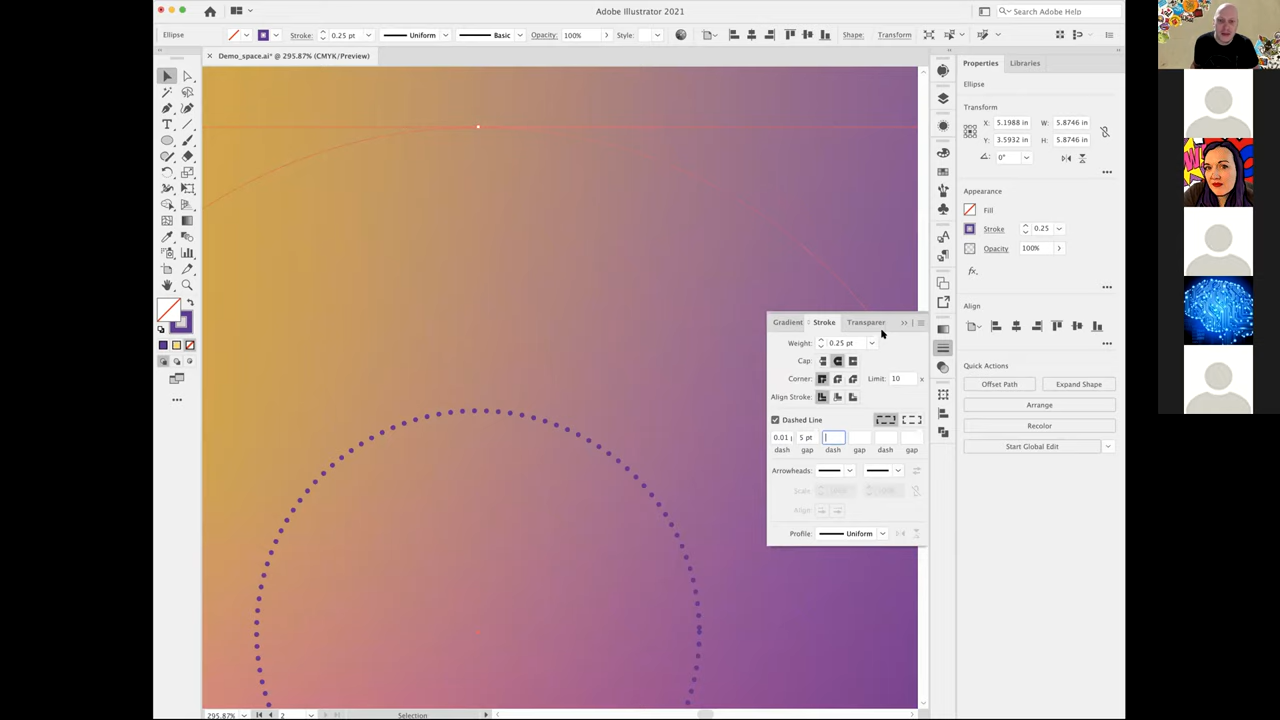 Adobe Illustrator 2021
Search Adobe Help
Ellipse
Stroke:
0.25 pt
Uniform
Basic
Opacity:
100%
Style:
Shape:
Transform
Demo_space.ai* @ 295.87% (CMYK/Preview)
Properties
Libraries
Ellipse
Transform
X: 5.1988 in
W: 5.8746 in
Y: 3.5932 in
H: 5.8746 in
0°
Appearance
Fill
Stroke
0.25
Opacity
100%
fx
Align
Quick Actions
Offset Path
Expand Shape
Arrange
Recolor
Start Global Edit
Gradient
Stroke
Transparer
Weight:
0.25 pt
Cap:
Corner:
Limit: 10
x
Align Stroke:
Dashed Line
0.01
5 pt
dash gap dash gap dash gap
Arrowheads:
Scale:
Align:
Profile:
Uniform
295.87%
2
Selection